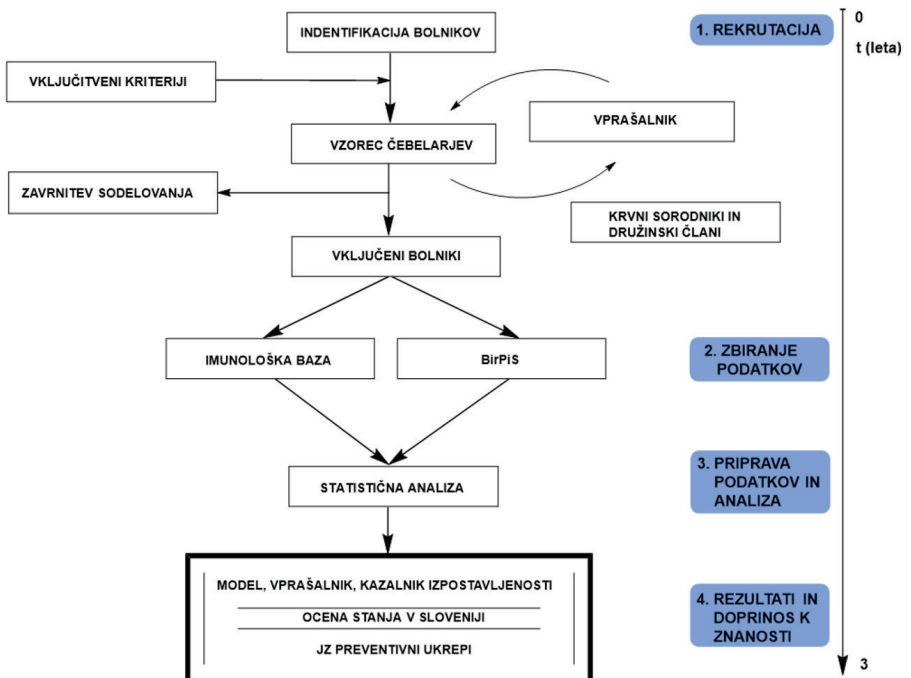 INDENTIFIKACIJA BOLNIKOV
1. REKRUTACIJA
0
t (leta)
VKLJUČITVENI KRITERIJI
VPRAŠALNIK
VZOREC ČEBELARJEV
ZAVRNITEV SODELOVANJA
KRVNI SORODNIKI IN
DRUŽINSKI ČLANI
VKLJUČENI BOLNIKI
IMUNOLOŠKA BAZA
BirPiS
2. ZBIRANJE
PODATKOV
STATISTIČNA ANALIZA
3. PRIPRAVA
PODATKOV IN
ANALIZA
MODEL, VPRAŠALNIK, KAZALNIK IZPOSTAVLJENOSTI
OCENA STANJA V SLOVENIJI
JZ PREVENTIVNI UKREPI
4. REZULTATI IN
DOPRINOS K
ZNANOSTI
3